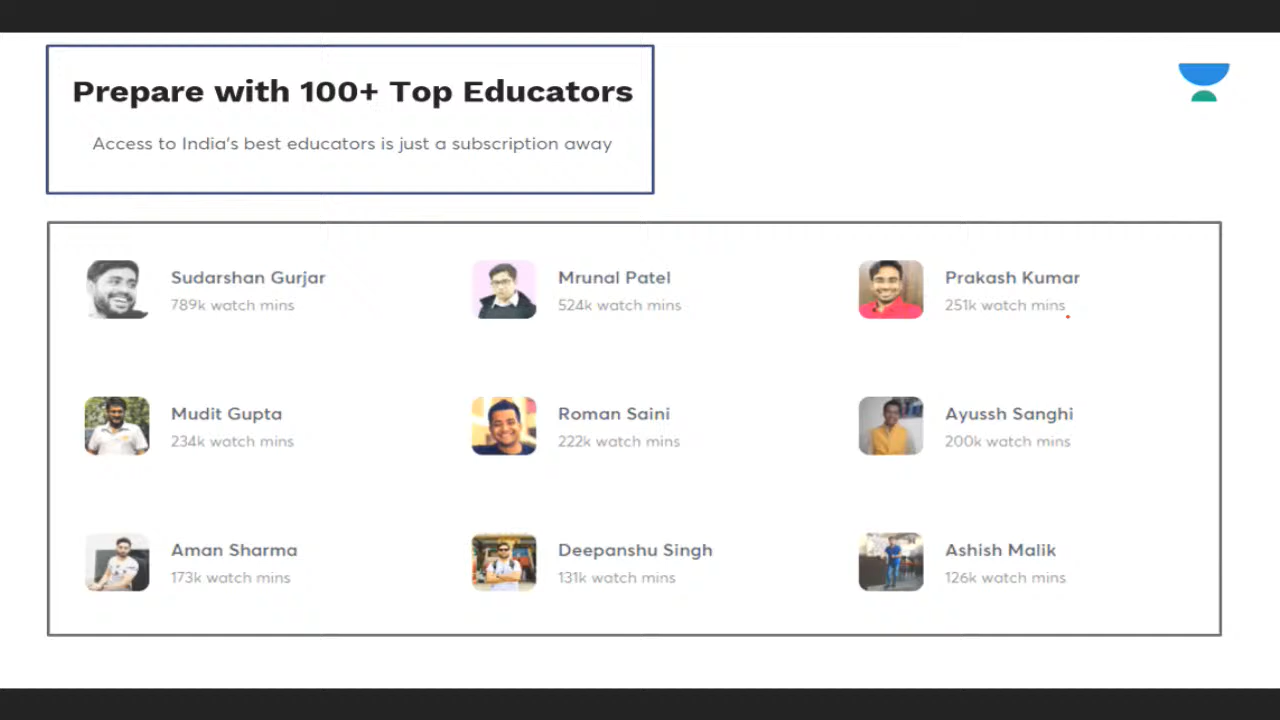 Prepare with 100+ Top Educators
Access to India's best educators is just a subscription away
Sudarshan Gurjar
789k watch mins
Mrunal Patel
524k watch mins
Prakash Kumar
251k watch mins
Mudit Gupta
234k watch mins
Roman Saini
222k watch mins
Ayussh Sanghi
200k watch mins
Aman Sharma
173k watch mins
Deepanshu Singh
131k watch mins
Ashish Malik
126k watch mins